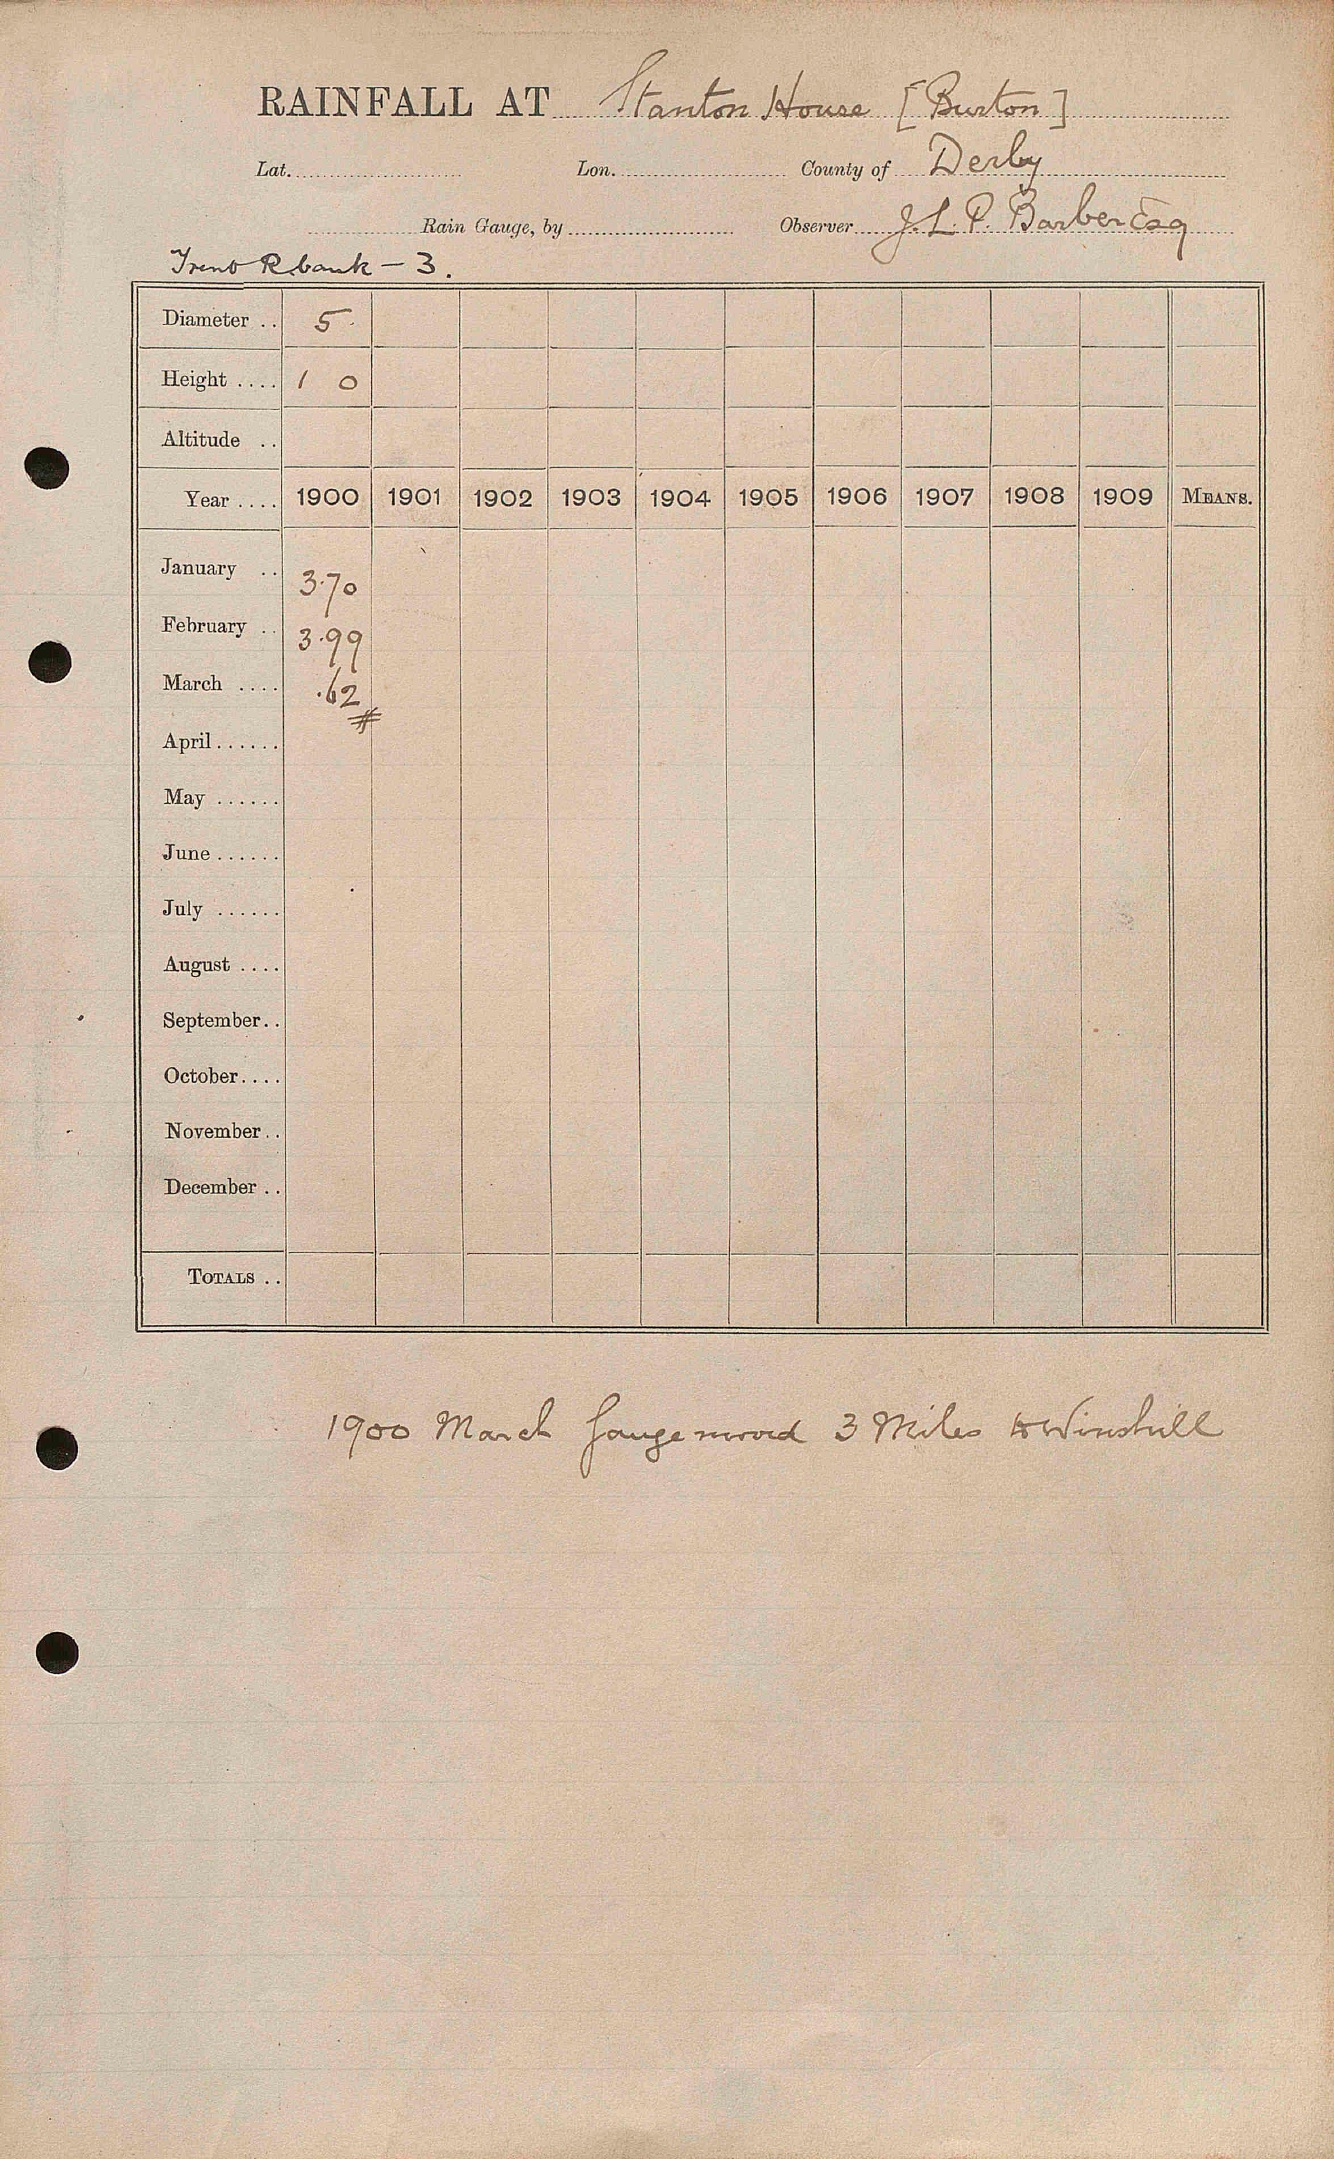 RAINFALL AT Stanton House [Burton]
Lat. Lon. County of Derby
Rain Gauge, by Observer J. L. P. Barber Esq
Trent R. bank – 3.
Diameter .. 5
Height .... 1 0
Altitude ..
Year .... 1900 1901 1902 1903 1904 1905 1906 1907 1908 1909 MEANS.
January .. 3.70
February .. 3.99
March .... .62
#
April......
May ......
June ......
July ......
August ....
September..
October....
November..
December ..
TOTALS ..
1900 March Gauge moved 3 Miles to Winshill